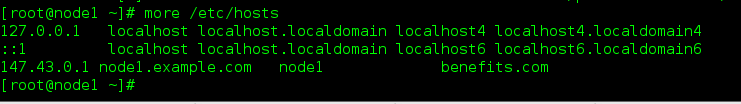 [root@node1 ~]# more /etc/hosts
127.0.0.1   localhost localhost.localdomain localhost4 localhost4.localdomain4
::1         localhost localhost.localdomain localhost6 localhost6.localdomain6
147.43.0.1 node1.example.com   node1               benefits.com
[root@node1 ~]#